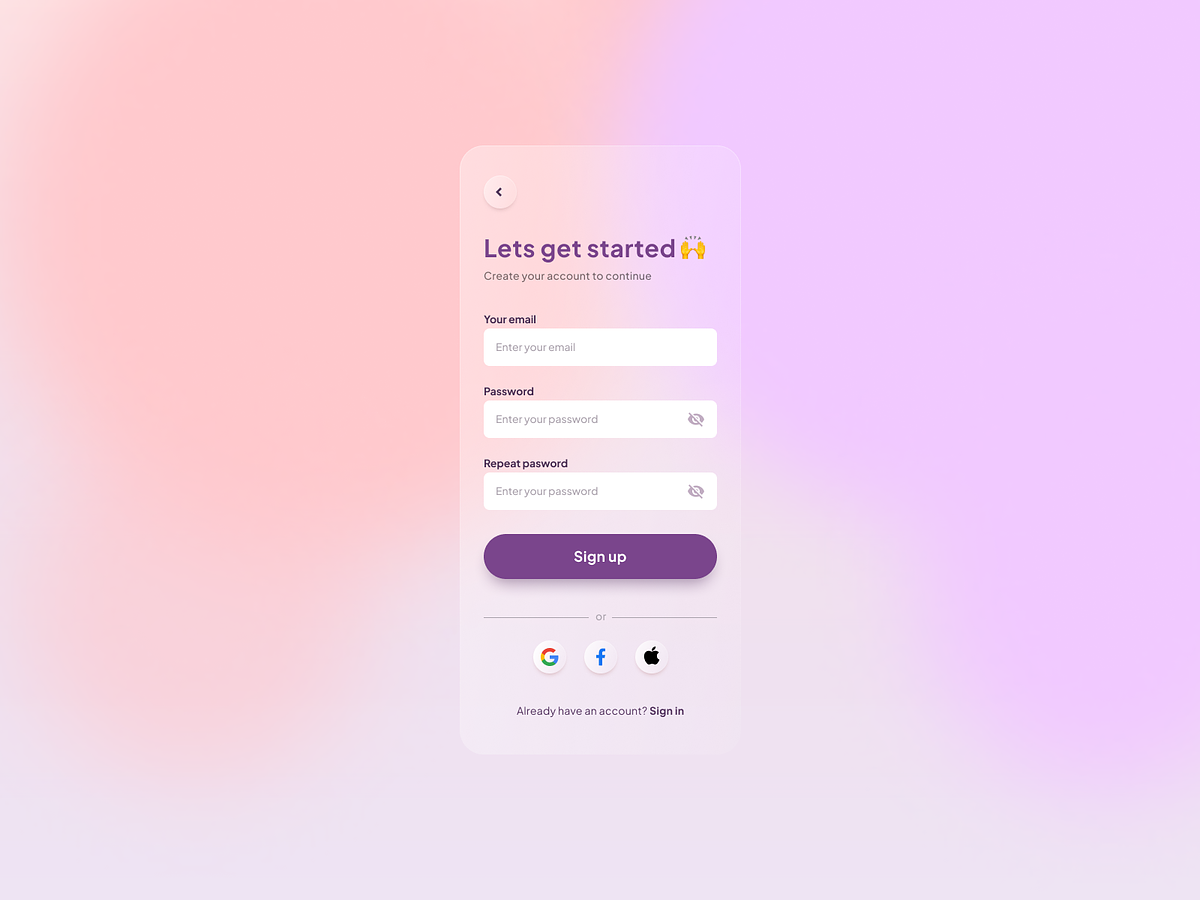 Lets get started 🙌
Create your account to continue
Your email
Enter your email
Password
Enter your password
Repeat pasword
Enter your password
Sign up
or
Already have an account? Sign in